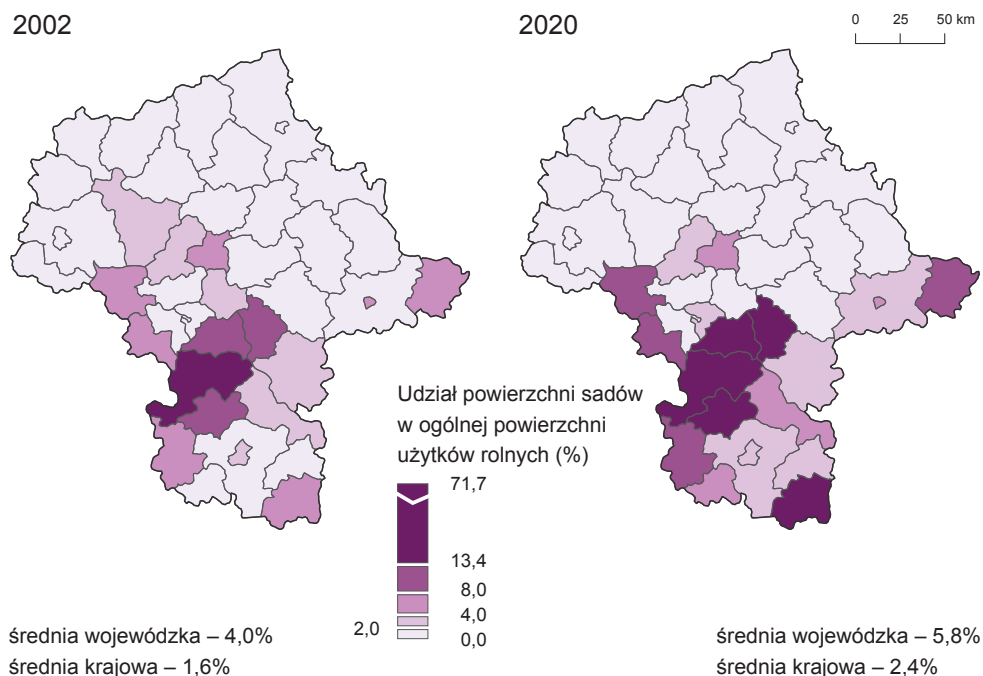 2002
2020
0 25 50 km
Udział powierzchni sadów
w ogólnej powierzchni
użytków rolnych (%)
71,7
13,4
8,0
4,0
2,0
0,0
średnia wojewódzka – 4,0%
średnia krajowa – 1,6%
średnia wojewódzka – 5,8%
średnia krajowa – 2,4%